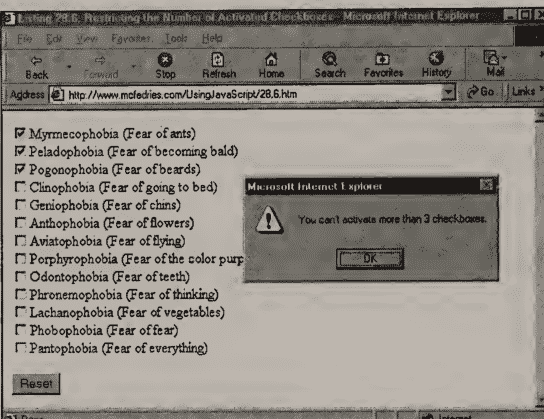 Listing 28.6. Restricting the Number of Activated Checkboxes - Microsoft Internet Explorer
File Edit View Favorites Tools Help
Back Forward Stop Refresh Home Search Favorites History Mail
Address http://www.mcfedries.com/UsingJavaScript/28.6.htm Go Links
Myrmecophobia (Fear of ants)
Peladophobia (Fear of becoming bald)
Pogonophobia (Fear of beards)
Clinophobia (Fear of going to bed)
Geniophobia (Fear of chins)
Anthophobia (Fear of flowers)
Aviatophobia (Fear of flying)
Porphyrophobia (Fear of the color purp
Odontophobia (Fear of teeth)
Phronemophobia (Fear of thinking)
Lachanophobia (Fear of vegetables)
Phobophobia (Fear of fear)
Pantophobia (Fear of everything)
Microsoft Internet Explorer
You can't activate more than 3 checkboxes.
OK
Reset
Internet